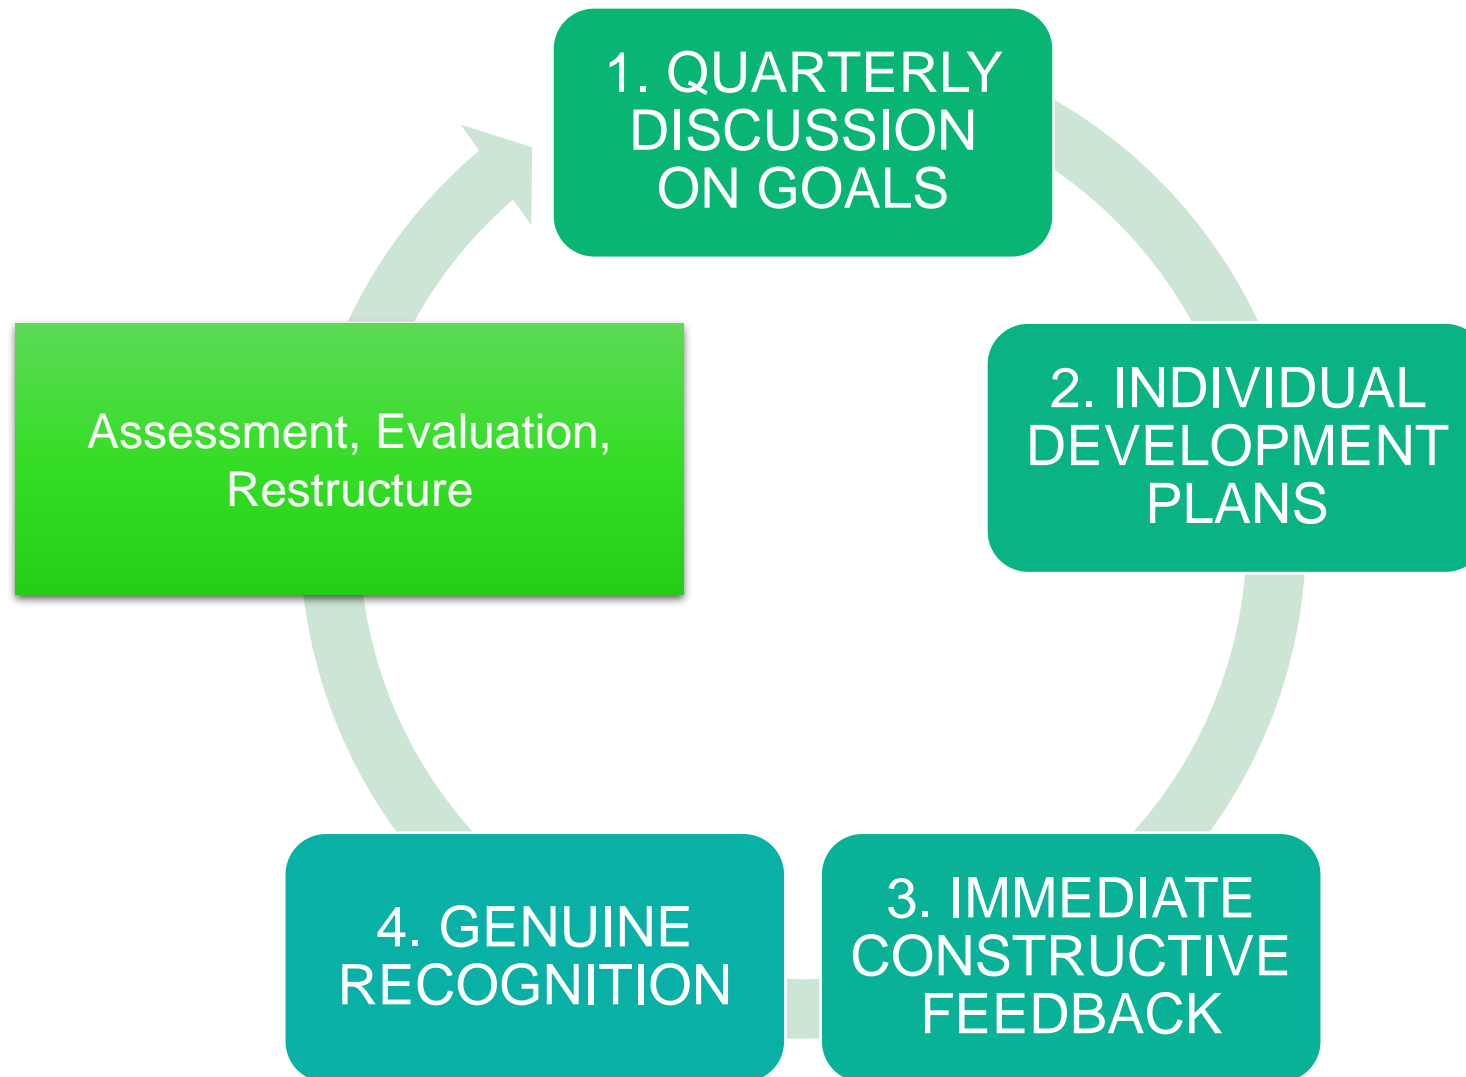 1. QUARTERLY
DISCUSSION
ON GOALS
2. INDIVIDUAL
DEVELOPMENT
PLANS
3. IMMEDIATE
CONSTRUCTIVE
FEEDBACK
4. GENUINE
RECOGNITION
Assessment, Evaluation,
Restructure